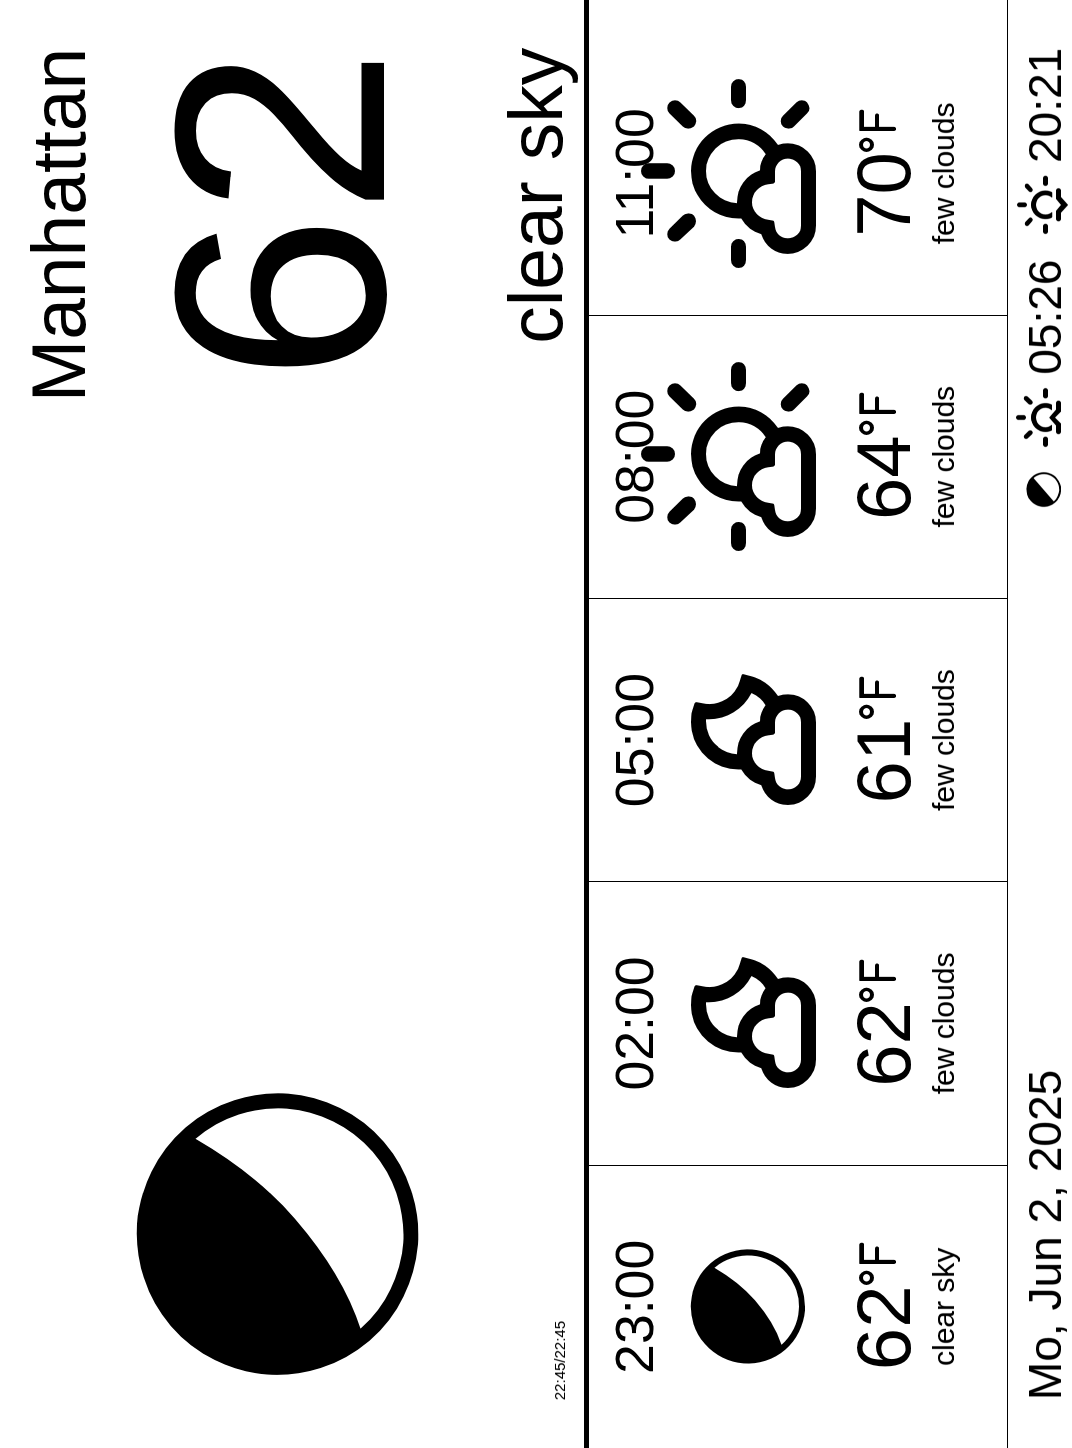 Manhattan
62
clear sky
22:45/22:45
23:00
62°F
clear sky
02:00
62°F
few clouds
05:00
61°F
few clouds
08:00
64°F
few clouds
11:00
70°F
few clouds
Mo, Jun 2, 2025
05:26
20:21